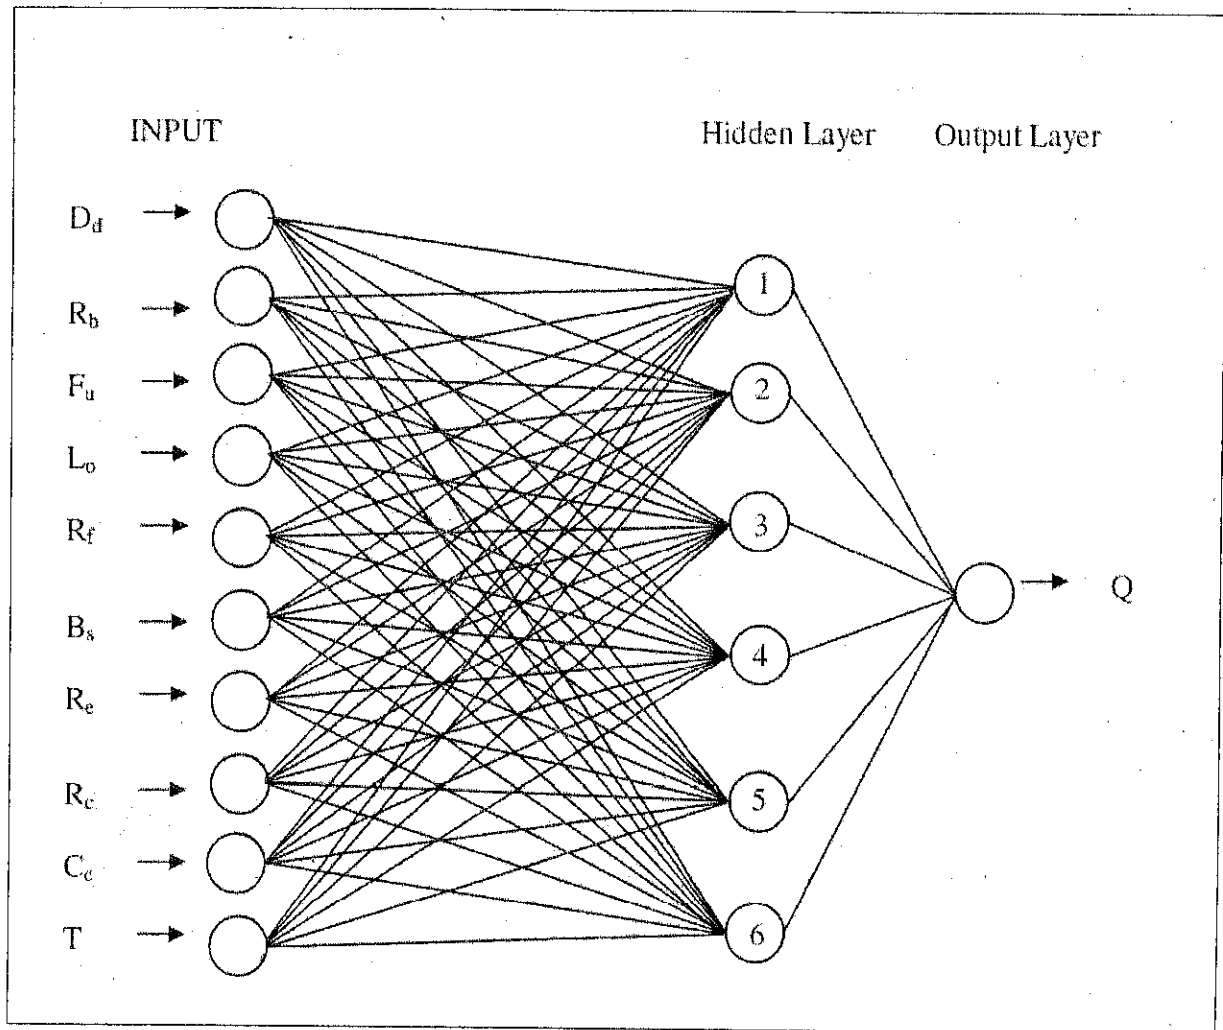 INPUT Hidden Layer Output Layer
D_d
R_b
F_u
L_o
R_f
B_s
R_e
R_c
C_c
T
1
2
3
4
5
6
Q